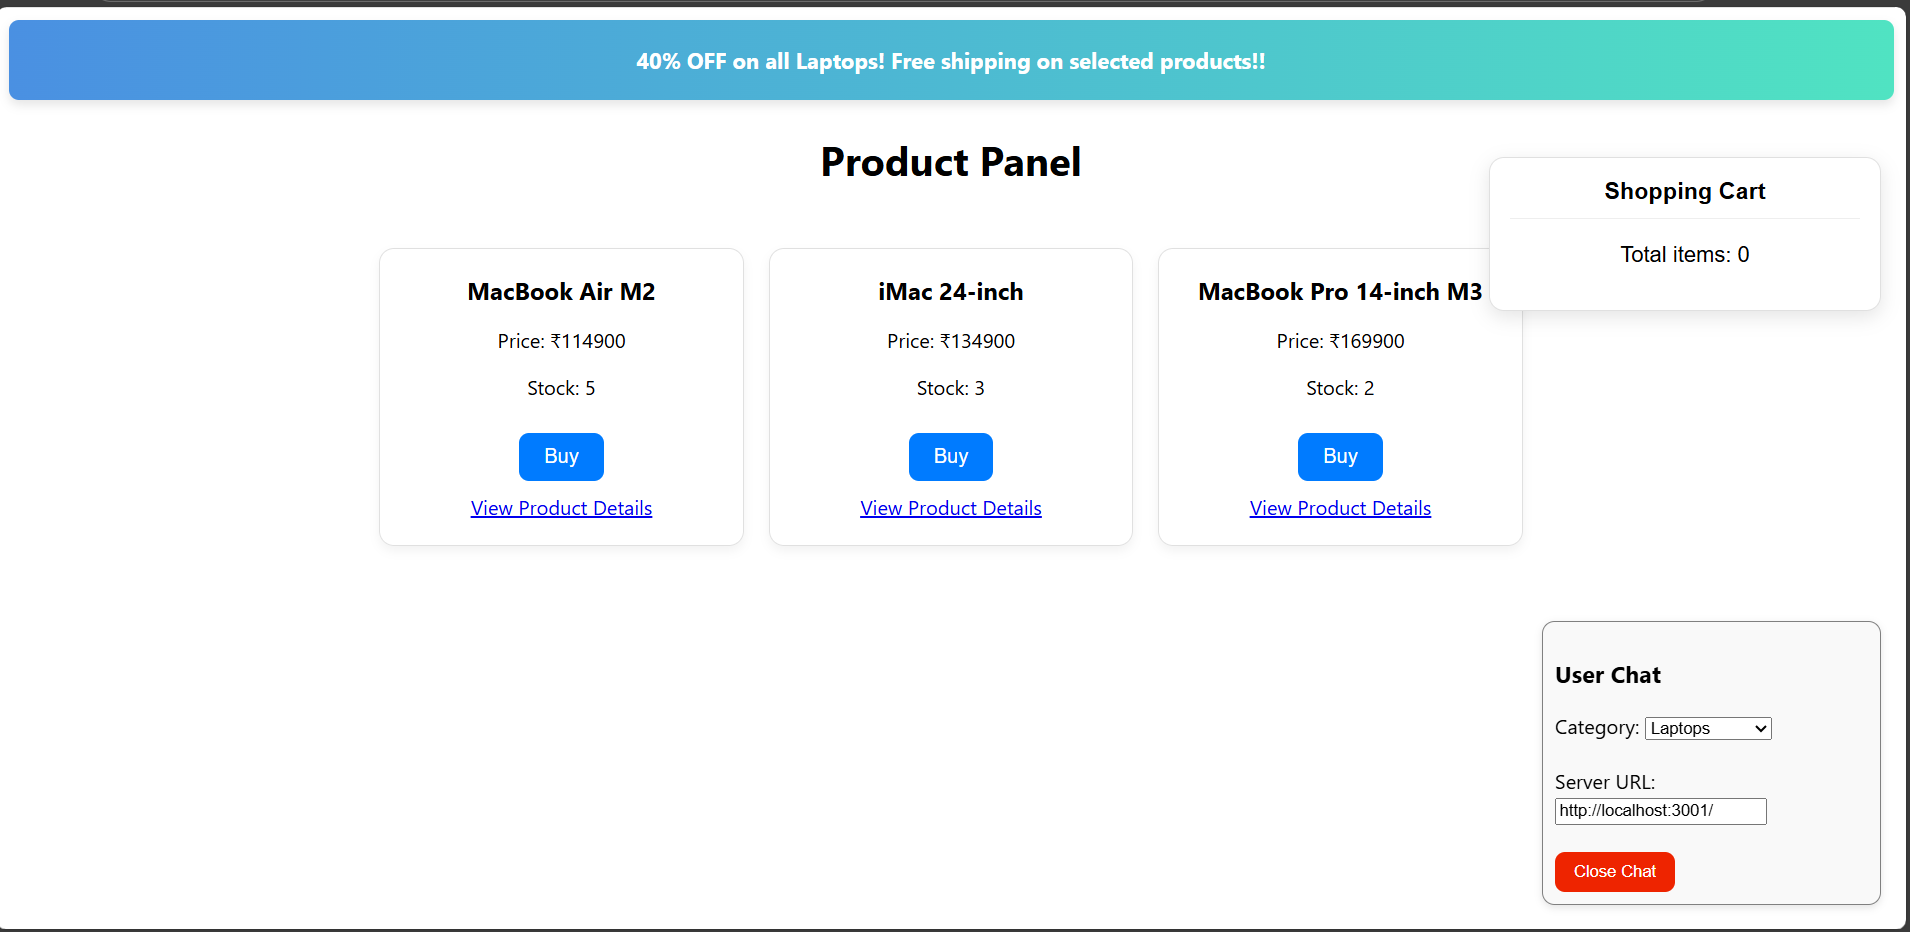 40% OFF on all Laptops! Free shipping on selected products!!
Product Panel
Shopping Cart
Total items: 0
MacBook Air M2
Price: ₹114900
Stock: 5
Buy
View Product Details
iMac 24-inch
Price: ₹134900
Stock: 3
Buy
View Product Details
MacBook Pro 14-inch M3
Price: ₹169900
Stock: 2
Buy
View Product Details
User Chat
Category: Laptops
Server URL:
http://localhost:3001/
Close Chat